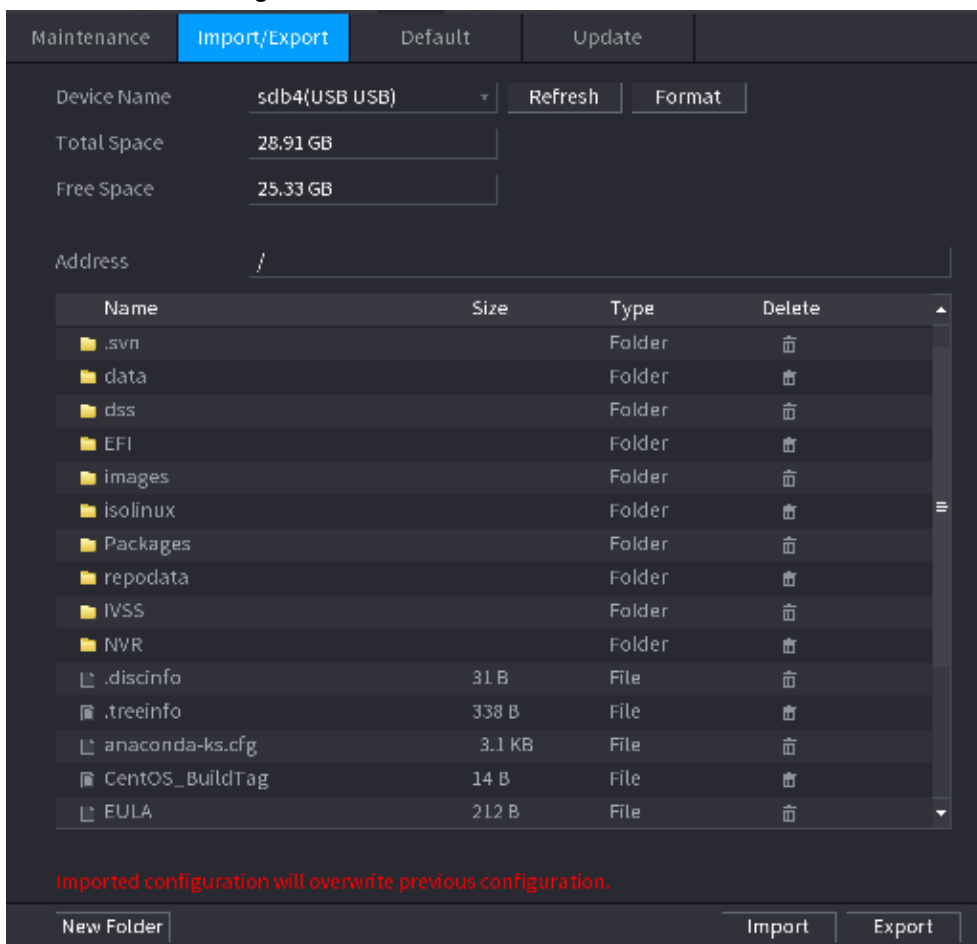 Maintenance Import/Export Default Update
Device Name sdb4(USB USB) Refresh Format
Total Space 28.91 GB
Free Space 25.33 GB
Address /
Name Size Type Delete
.svn Folder
data Folder
dss Folder
EFI Folder
images Folder
isolinux Folder
Packages Folder
repodata Folder
IVSS Folder
NVR Folder
.discinfo 31 B File
.treeinfo 338 B File
anaconda-ks.cfg 3.1 KB File
CentOS_BuildTag 14 B File
EULA 212 B File
Imported configuration will overwrite previous configuration.
New Folder Import Export